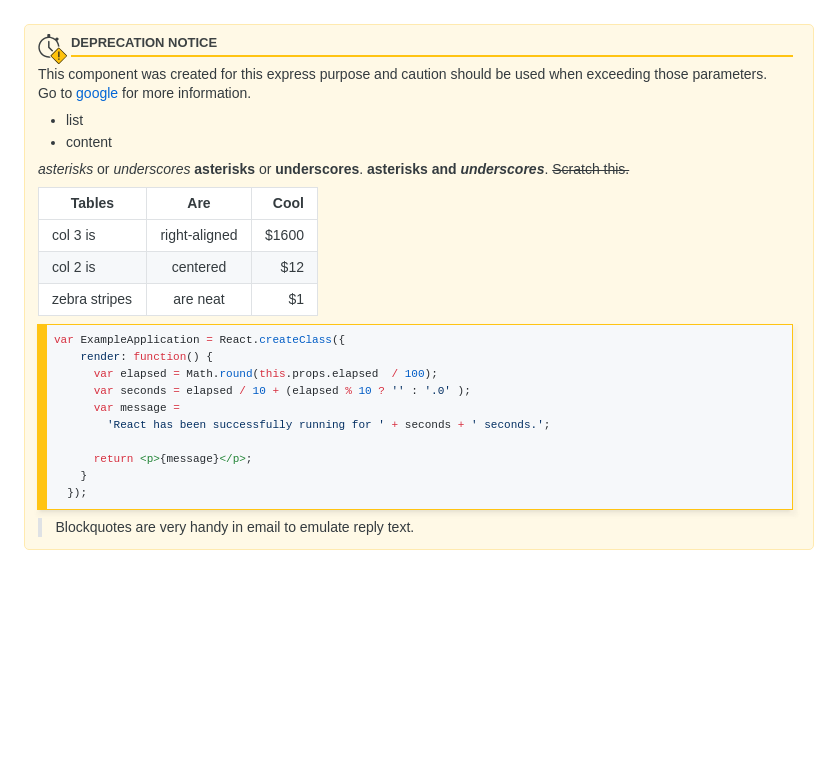 DEPRECATION NOTICE
This component was created for this express purpose and caution should be used when exceeding those parameters.
Go to google for more information.
• list
• content
asterisks or underscores asterisks or underscores. asterisks and underscores. Scratch this.
Tables Are Cool
col 3 is right-aligned $1600
col 2 is centered $12
zebra stripes are neat $1
var ExampleApplication = React.createClass({
    render: function() {
      var elapsed = Math.round(this.props.elapsed  / 100);
      var seconds = elapsed / 10 + (elapsed % 10 ? '' : '.0' );
      var message =
        'React has been successfully running for ' + seconds + ' seconds.';
      return <p>{message}</p>;
    }
  });
Blockquotes are very handy in email to emulate reply text.